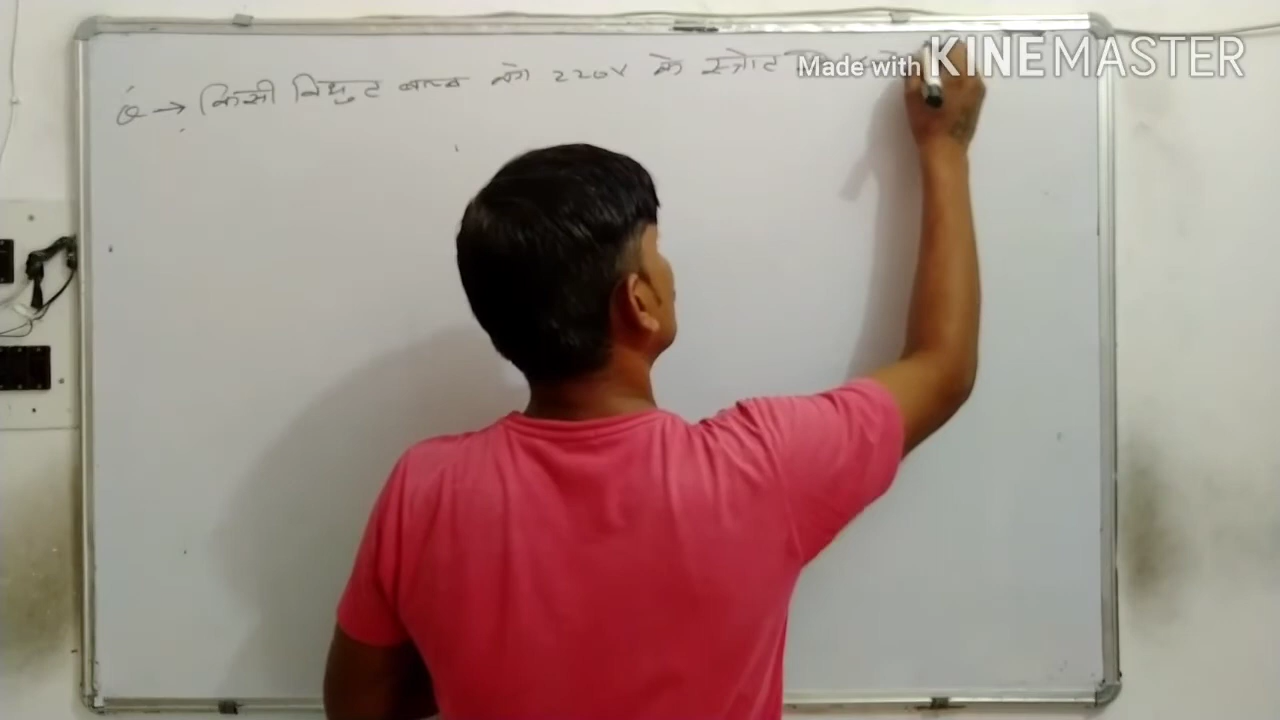 Q → किसी विद्युत बल्ब को 220V के स्त्रोत
Made with KINEMASTER